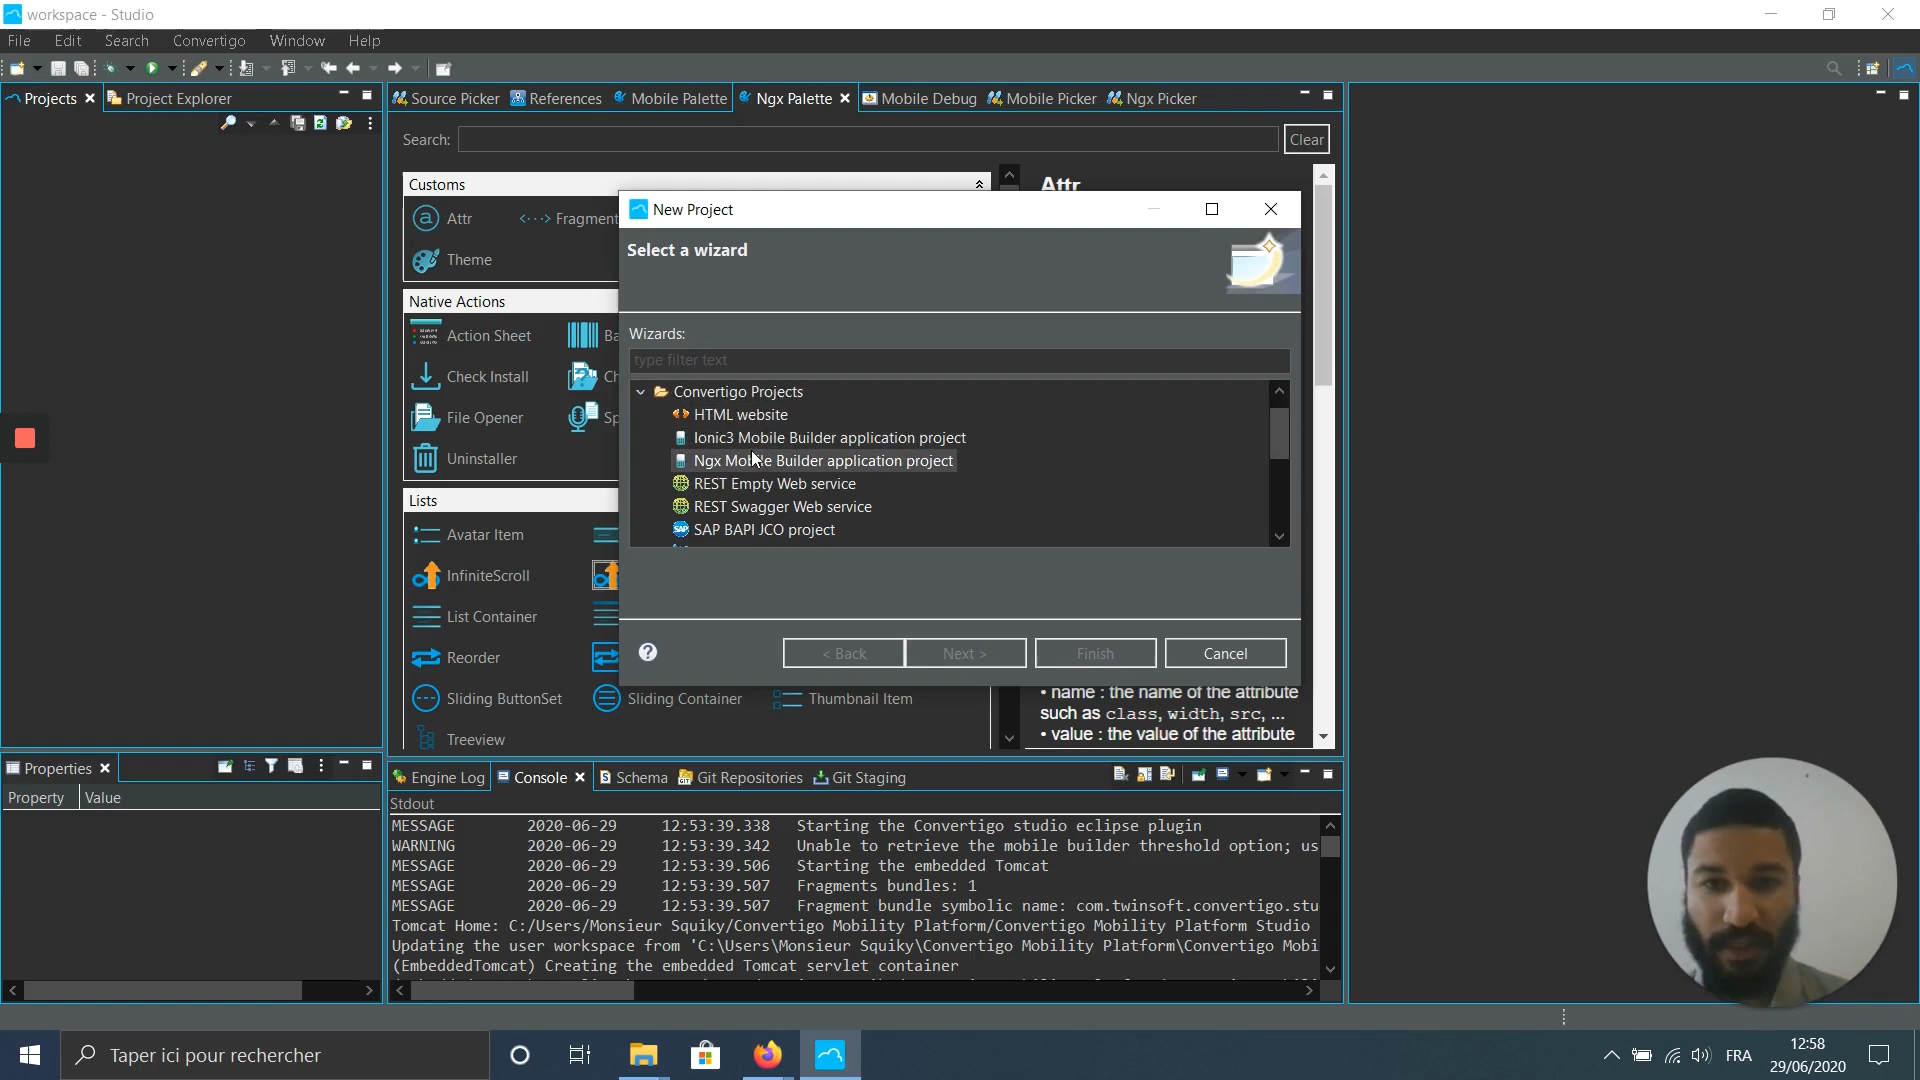 workspace - Studio
File Edit Search Convertigo Window Help
Projects Project Explorer
Source Picker References Mobile Palette Ngx Palette Mobile Debug Mobile Picker Ngx Picker
Search: Clear
Customs
Attr
Attr Fragment
Theme
Native Actions
Action Sheet
Check Install
File Opener
Uninstaller
Lists
Avatar Item
InfiniteScroll
List Container
Reorder
Sliding ButtonSet Sliding Container Thumbnail Item
Treeview
New Project
Select a wizard
Wizards:
type filter text
Convertigo Projects
HTML website
Ionic3 Mobile Builder application project
Ngx Mobile Builder application project
REST Empty Web service
REST Swagger Web service
SAP BAPI JCO project
< Back Next > Finish Cancel
• name : the name of the attribute
such as class, width, src, ...
• value : the value of the attribute
Properties
Property Value
Engine Log Console Schema Git Repositories Git Staging
Stdout
MESSAGE 2020-06-29 12:53:39.338 Starting the Convertigo studio eclipse plugin
WARNING 2020-06-29 12:53:39.342 Unable to retrieve the mobile builder threshold option; us
MESSAGE 2020-06-29 12:53:39.506 Starting the embedded Tomcat
MESSAGE 2020-06-29 12:53:39.507 Fragments bundles: 1
MESSAGE 2020-06-29 12:53:39.507 Fragment bundle symbolic name: com.twinsoft.convertigo.stu
Tomcat Home: C:/Users/Monsieur Squiky/Convertigo Mobility Platform/Convertigo Mobility Platform Studio
Updating the user workspace from 'C:\Users\Monsieur Squiky\Convertigo Mobility Platform\Convertigo Mobi
(EmbeddedTomcat) Creating the embedded Tomcat servlet container
Taper ici pour rechercher
FRA
12:58
29/06/2020